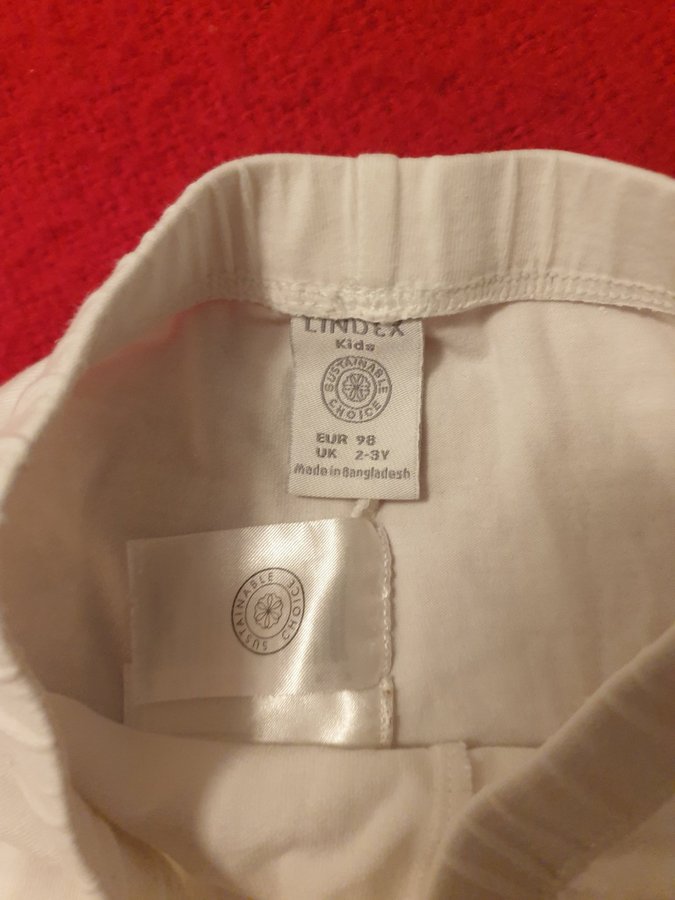 LINDEX
Kids
SUSTAINABLE
CHOICE
EUR 98
UK 2-3Y
Made in Bangladesh
SUSTAINABLE
CHOICE